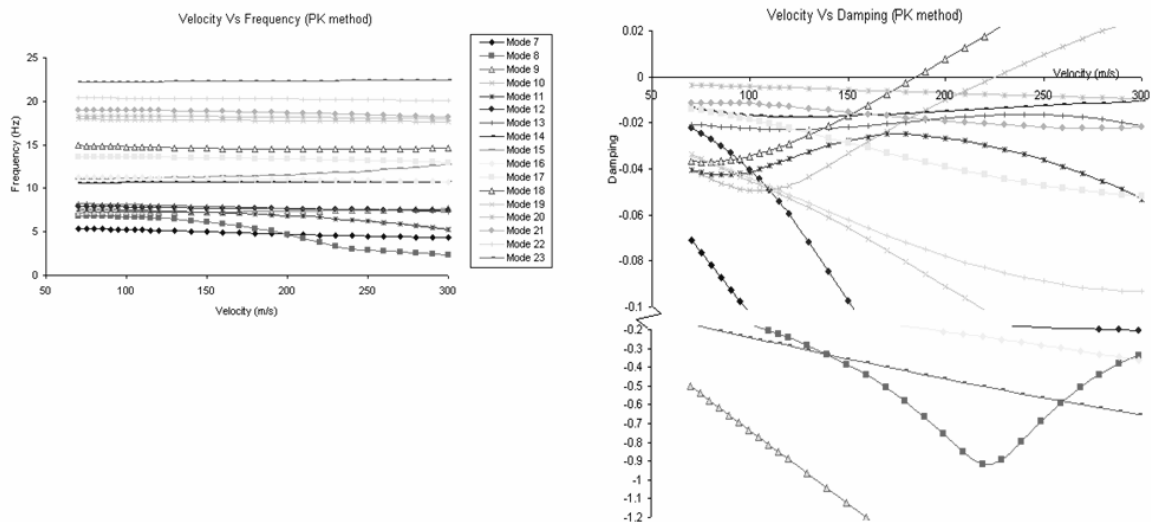 Velocity Vs Frequency (PK method)
25
20
15
10
5
0
50
100
150
200
250
300
Frequency (Hz)
Velocity (m/s)
Mode 7
Mode 8
Mode 9
Mode 10
Mode 11
Mode 12
Mode 13
Mode 14
Mode 15
Mode 16
Mode 17
Mode 18
Mode 19
Mode 20
Mode 21
Mode 22
Mode 23
Velocity Vs Damping (PK method)
0.02
0
-0.02
-0.04
-0.06
-0.08
-0.1
-0.2
-0.3
-0.4
-0.5
-0.6
-0.7
-0.8
-0.9
-1
-1.1
-1.2
50
100
150
200
250
300
Velocity (m/s)
Damping